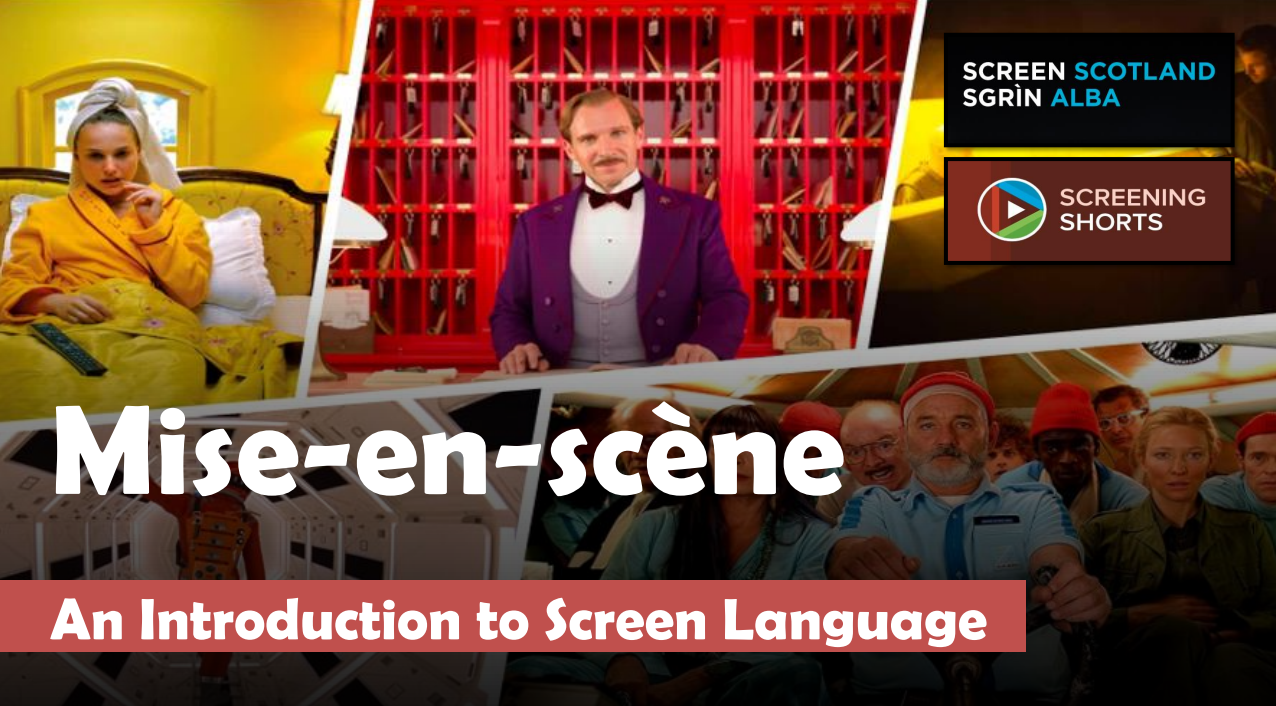 SCREEN SCOTLAND
SGRÌN ALBA
SCREENING
SHORTS
Mise-en-scène
An Introduction to Screen Language